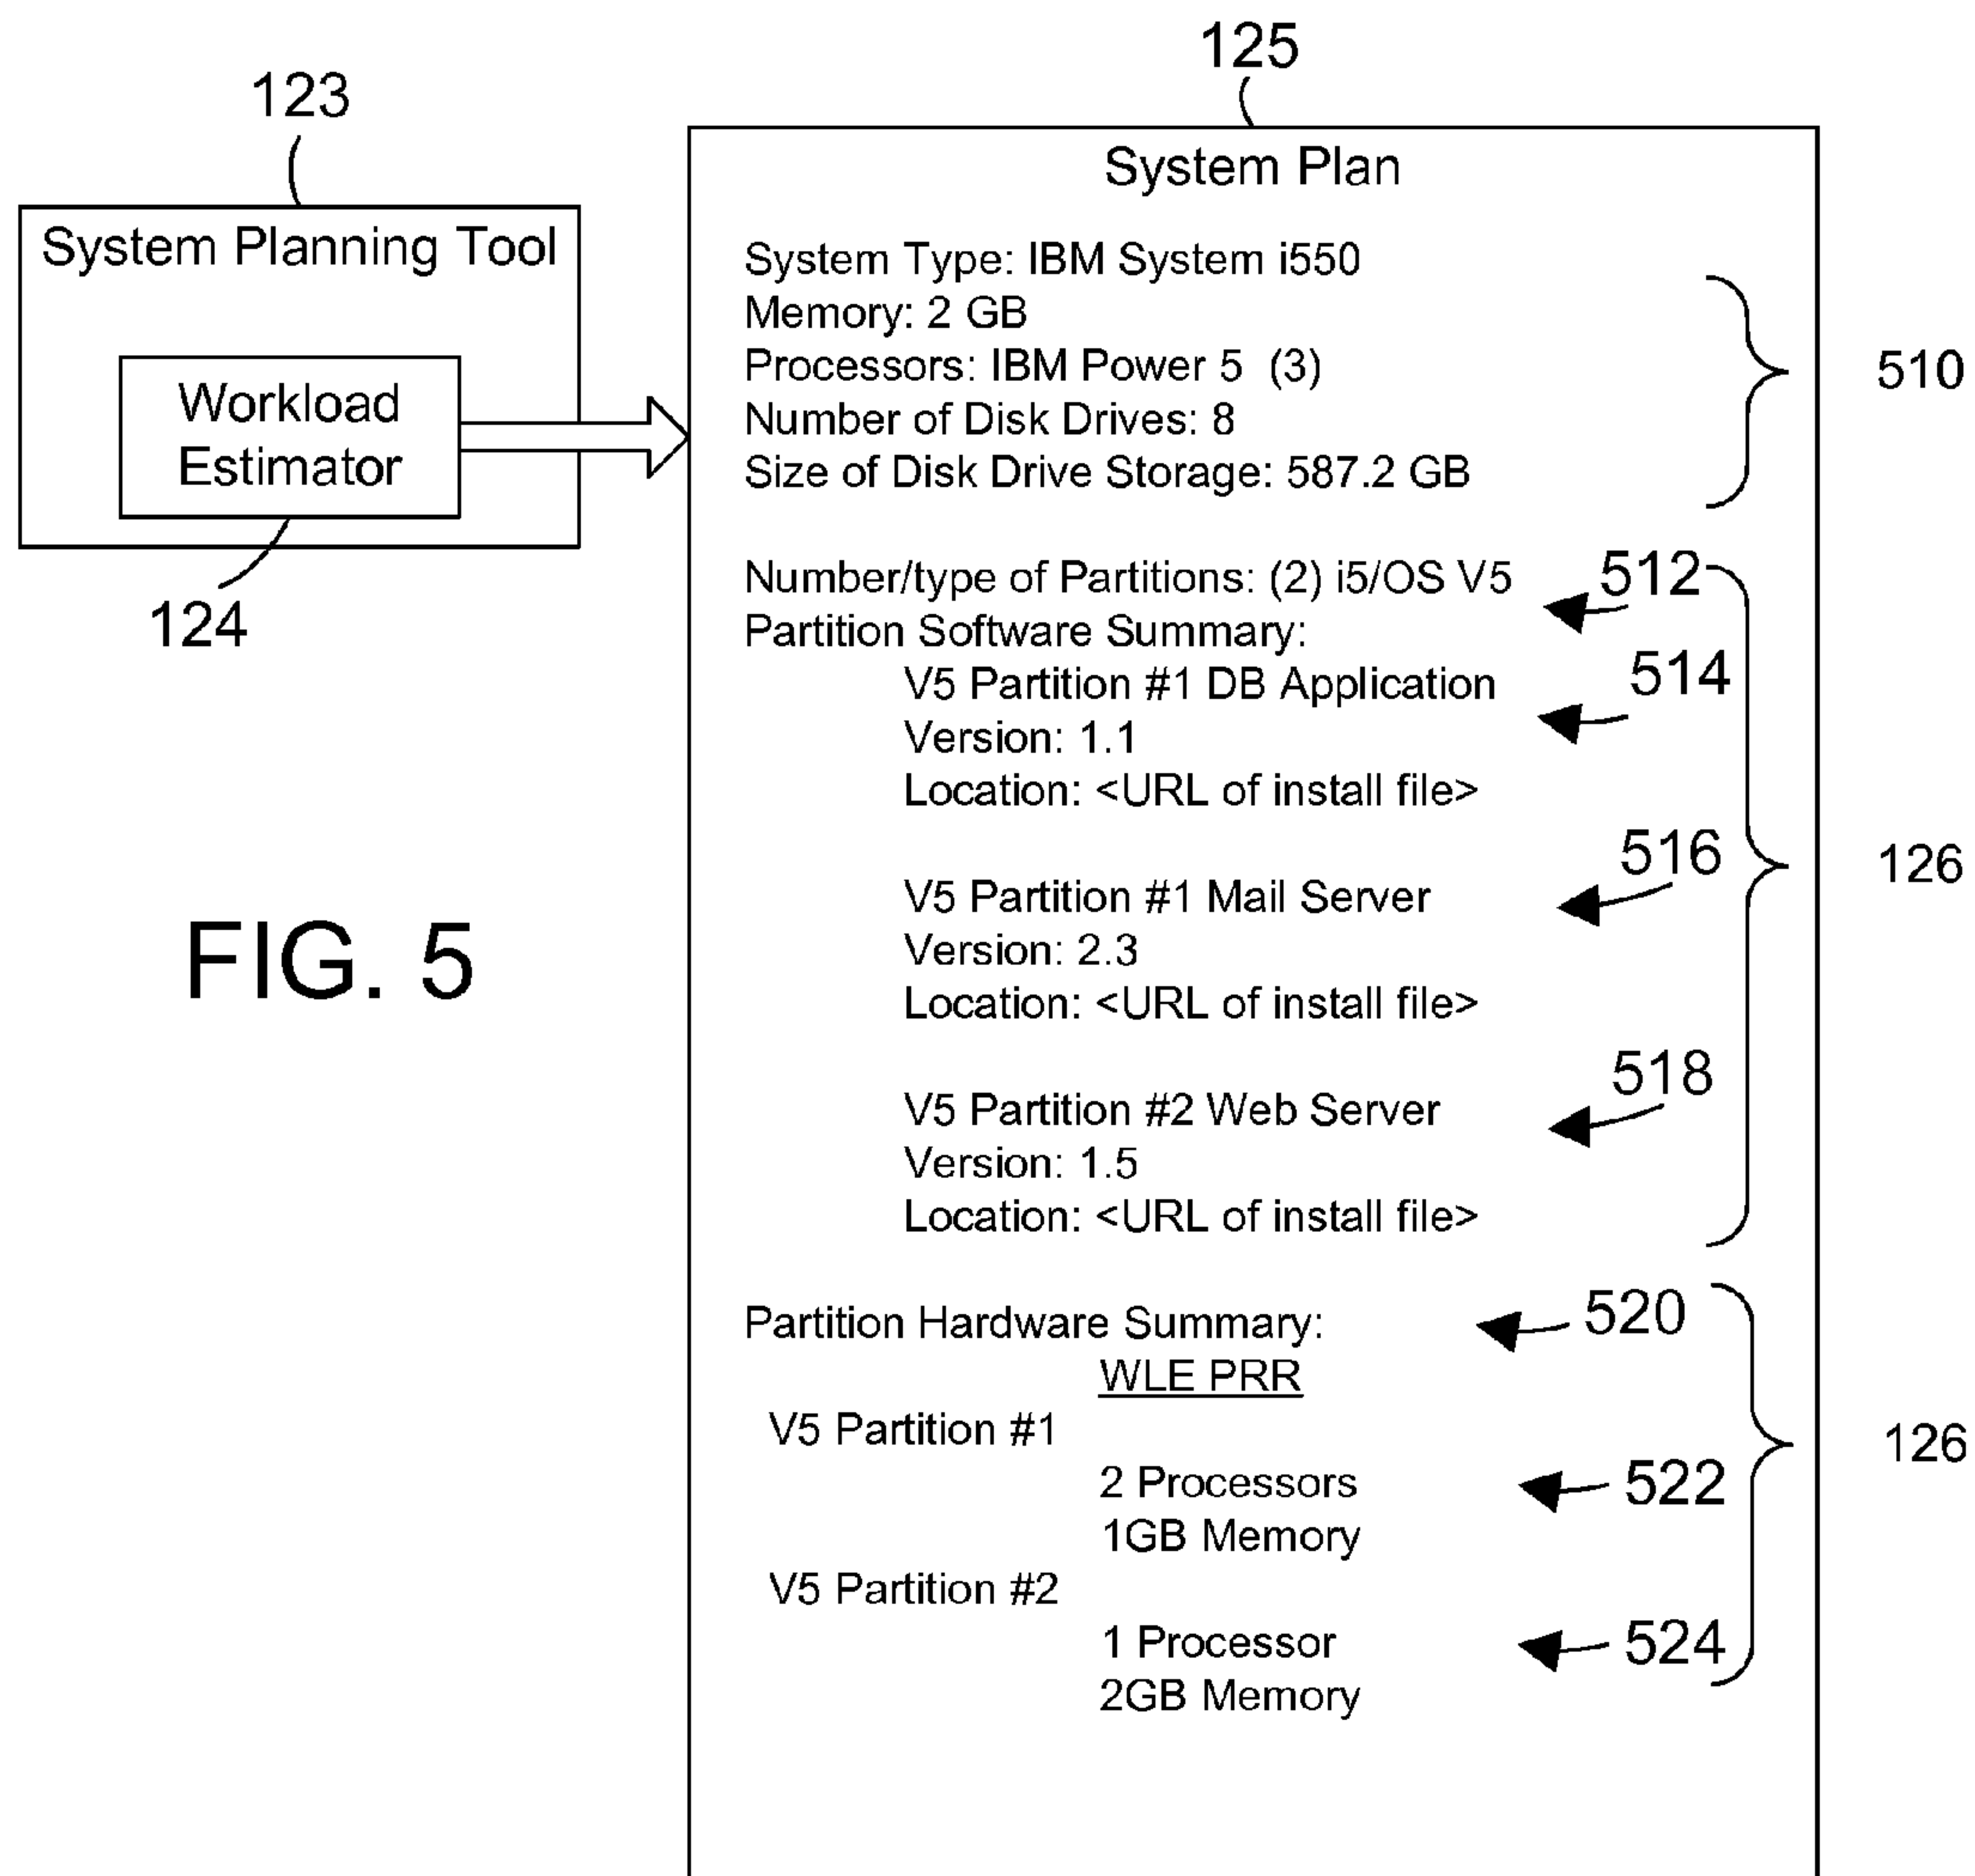 125
123
System Plan
System Planning Tool
Workload
Estimator
124
System Type: IBM System i550
Memory: 2 GB
Processors: IBM Power 5 (3)
Number of Disk Drives: 8
Size of Disk Drive Storage: 587.2 GB
510
Number/type of Partitions: (2) i5/OS V5
512
Partition Software Summary:
V5 Partition #1 DB Application
514
Version: 1.1
Location: <URL of install file>
516
126
V5 Partition #1 Mail Server
Version: 2.3
Location: <URL of install file>
FIG. 5
518
V5 Partition #2 Web Server
Version: 1.5
Location: <URL of install file>
Partition Hardware Summary:
520
WLE PRR
V5 Partition #1
126
2 Processors
522
1GB Memory
V5 Partition #2
1 Processor
524
2GB Memory